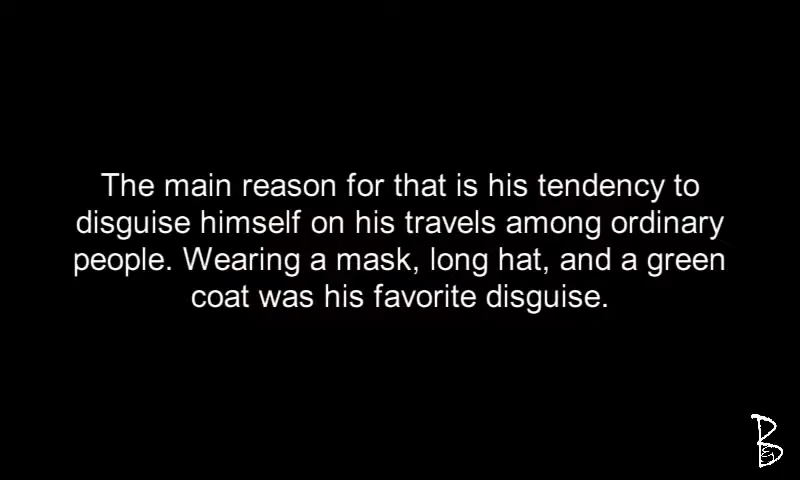 The main reason for that is his tendency to
disguise himself on his travels among ordinary
people. Wearing a mask, long hat, and a green
coat was his favorite disguise.